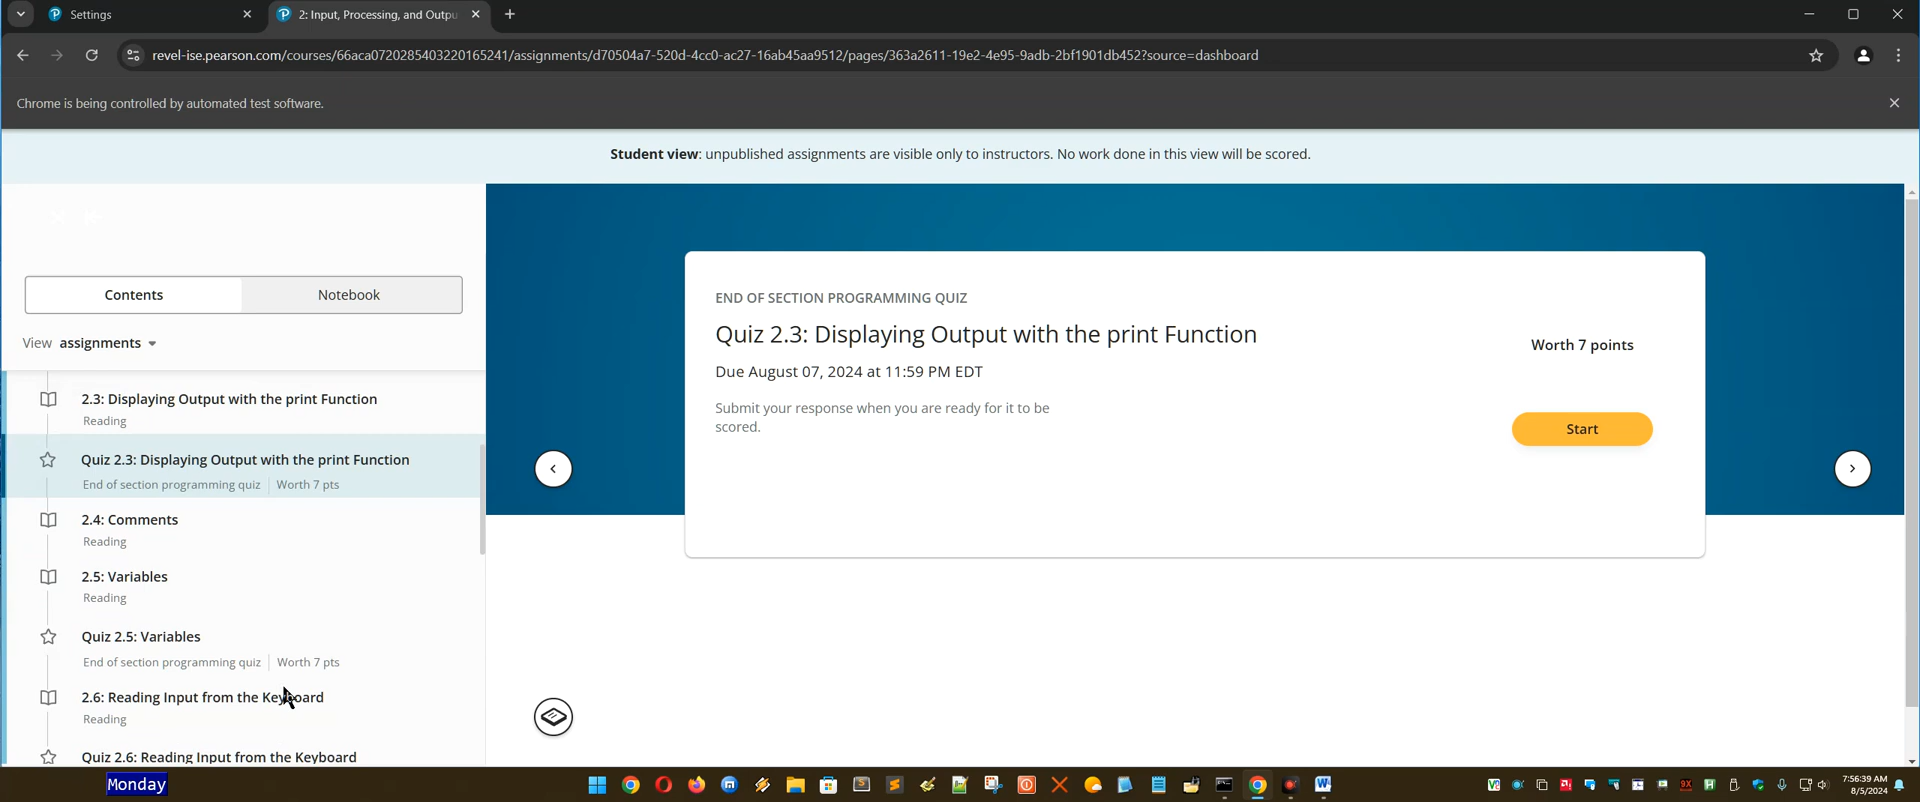 Settings
2: Input, Processing, and Outpu
revel-ise.pearson.com/courses/66aca0720285403220165241/assignments/d70504a7-520d-4cc0-ac27-16ab45aa9512/pages/363a2611-19e2-4e95-9adb-2bf1901db452?source=dashboard
Chrome is being controlled by automated test software.
Student view: unpublished assignments are visible only to instructors. No work done in this view will be scored.
Contents
Notebook
View assignments
2.3: Displaying Output with the print Function
Reading
Quiz 2.3: Displaying Output with the print Function
End of section programming quiz Worth 7 pts
2.4: Comments
Reading
2.5: Variables
Reading
Quiz 2.5: Variables
End of section programming quiz Worth 7 pts
2.6: Reading Input from the Keyboard
Reading
Quiz 2.6: Reading Input from the Keyboard
END OF SECTION PROGRAMMING QUIZ
Quiz 2.3: Displaying Output with the print Function
Worth 7 points
Due August 07, 2024 at 11:59 PM EDT
Submit your response when you are ready for it to be
scored.
Start
Monday
7:56:39 AM
8/5/2024